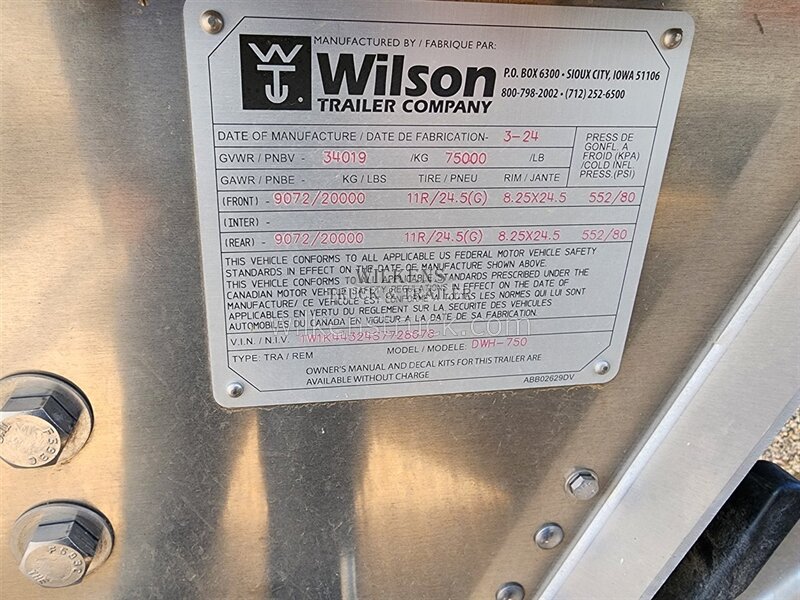 MANUFACTURED BY / FABRIQUE PAR:
WT
Wilson
TRAILER COMPANY
P.O. BOX 6300 • SIOUX CITY, IOWA 51106
800-798-2002 • (712) 252-6500
DATE OF MANUFACTURE / DATE DE FABRICATION- 3-24
PRESS DE
GONFL. A
FROID (KPA)
/COLD INFL
PRESS.(PSI)
GVWR / PNBV - 34019 /KG 75000 /LB
GAWR / PNBE - KG / LBS TIRE / PNEU RIM / JANTE
(FRONT) - 9072/20000 11R/24.5(G) 8.25X24.5 552/80
(INTER) -
(REAR) - 9072/20000 11R/24.5(G) 8.25X24.5 552/80
THIS VEHICLE CONFORMS TO ALL APPLICABLE US FEDERAL MOTOR VEHICLE SAFETY
STANDARDS IN EFFECT ON THE DATE OF MANUFACTURE SHOWN ABOVE.
THIS VEHICLE CONFORMS TO ALL STANDARDS PRESCRIBED UNDER THE
CANADIAN MOTOR VEHICLE SAFETY REGULATIONS IN EFFECT ON THE DATE OF
MANUFACTURE/ CE VEHICULE LES NORMES QUI LUI SONT
APPLICABLES EN VERTU DU REGLEMENT SUR LA SECURITE DES VEHICULES
AUTOMOBILES DU CANADA EN VIGUEUR A LA DATE DE SA FABRICATION.
WILKENS
TRUCK & TRAILER
V.I.N. / N.I.V.
TYPE: TRA / REM MODEL / MODELE: DWH-750
OWNER'S MANUAL AND DECAL KITS FOR THIS TRAILER ARE
AVAILABLE WITHOUT CHARGE
ABB02629DV